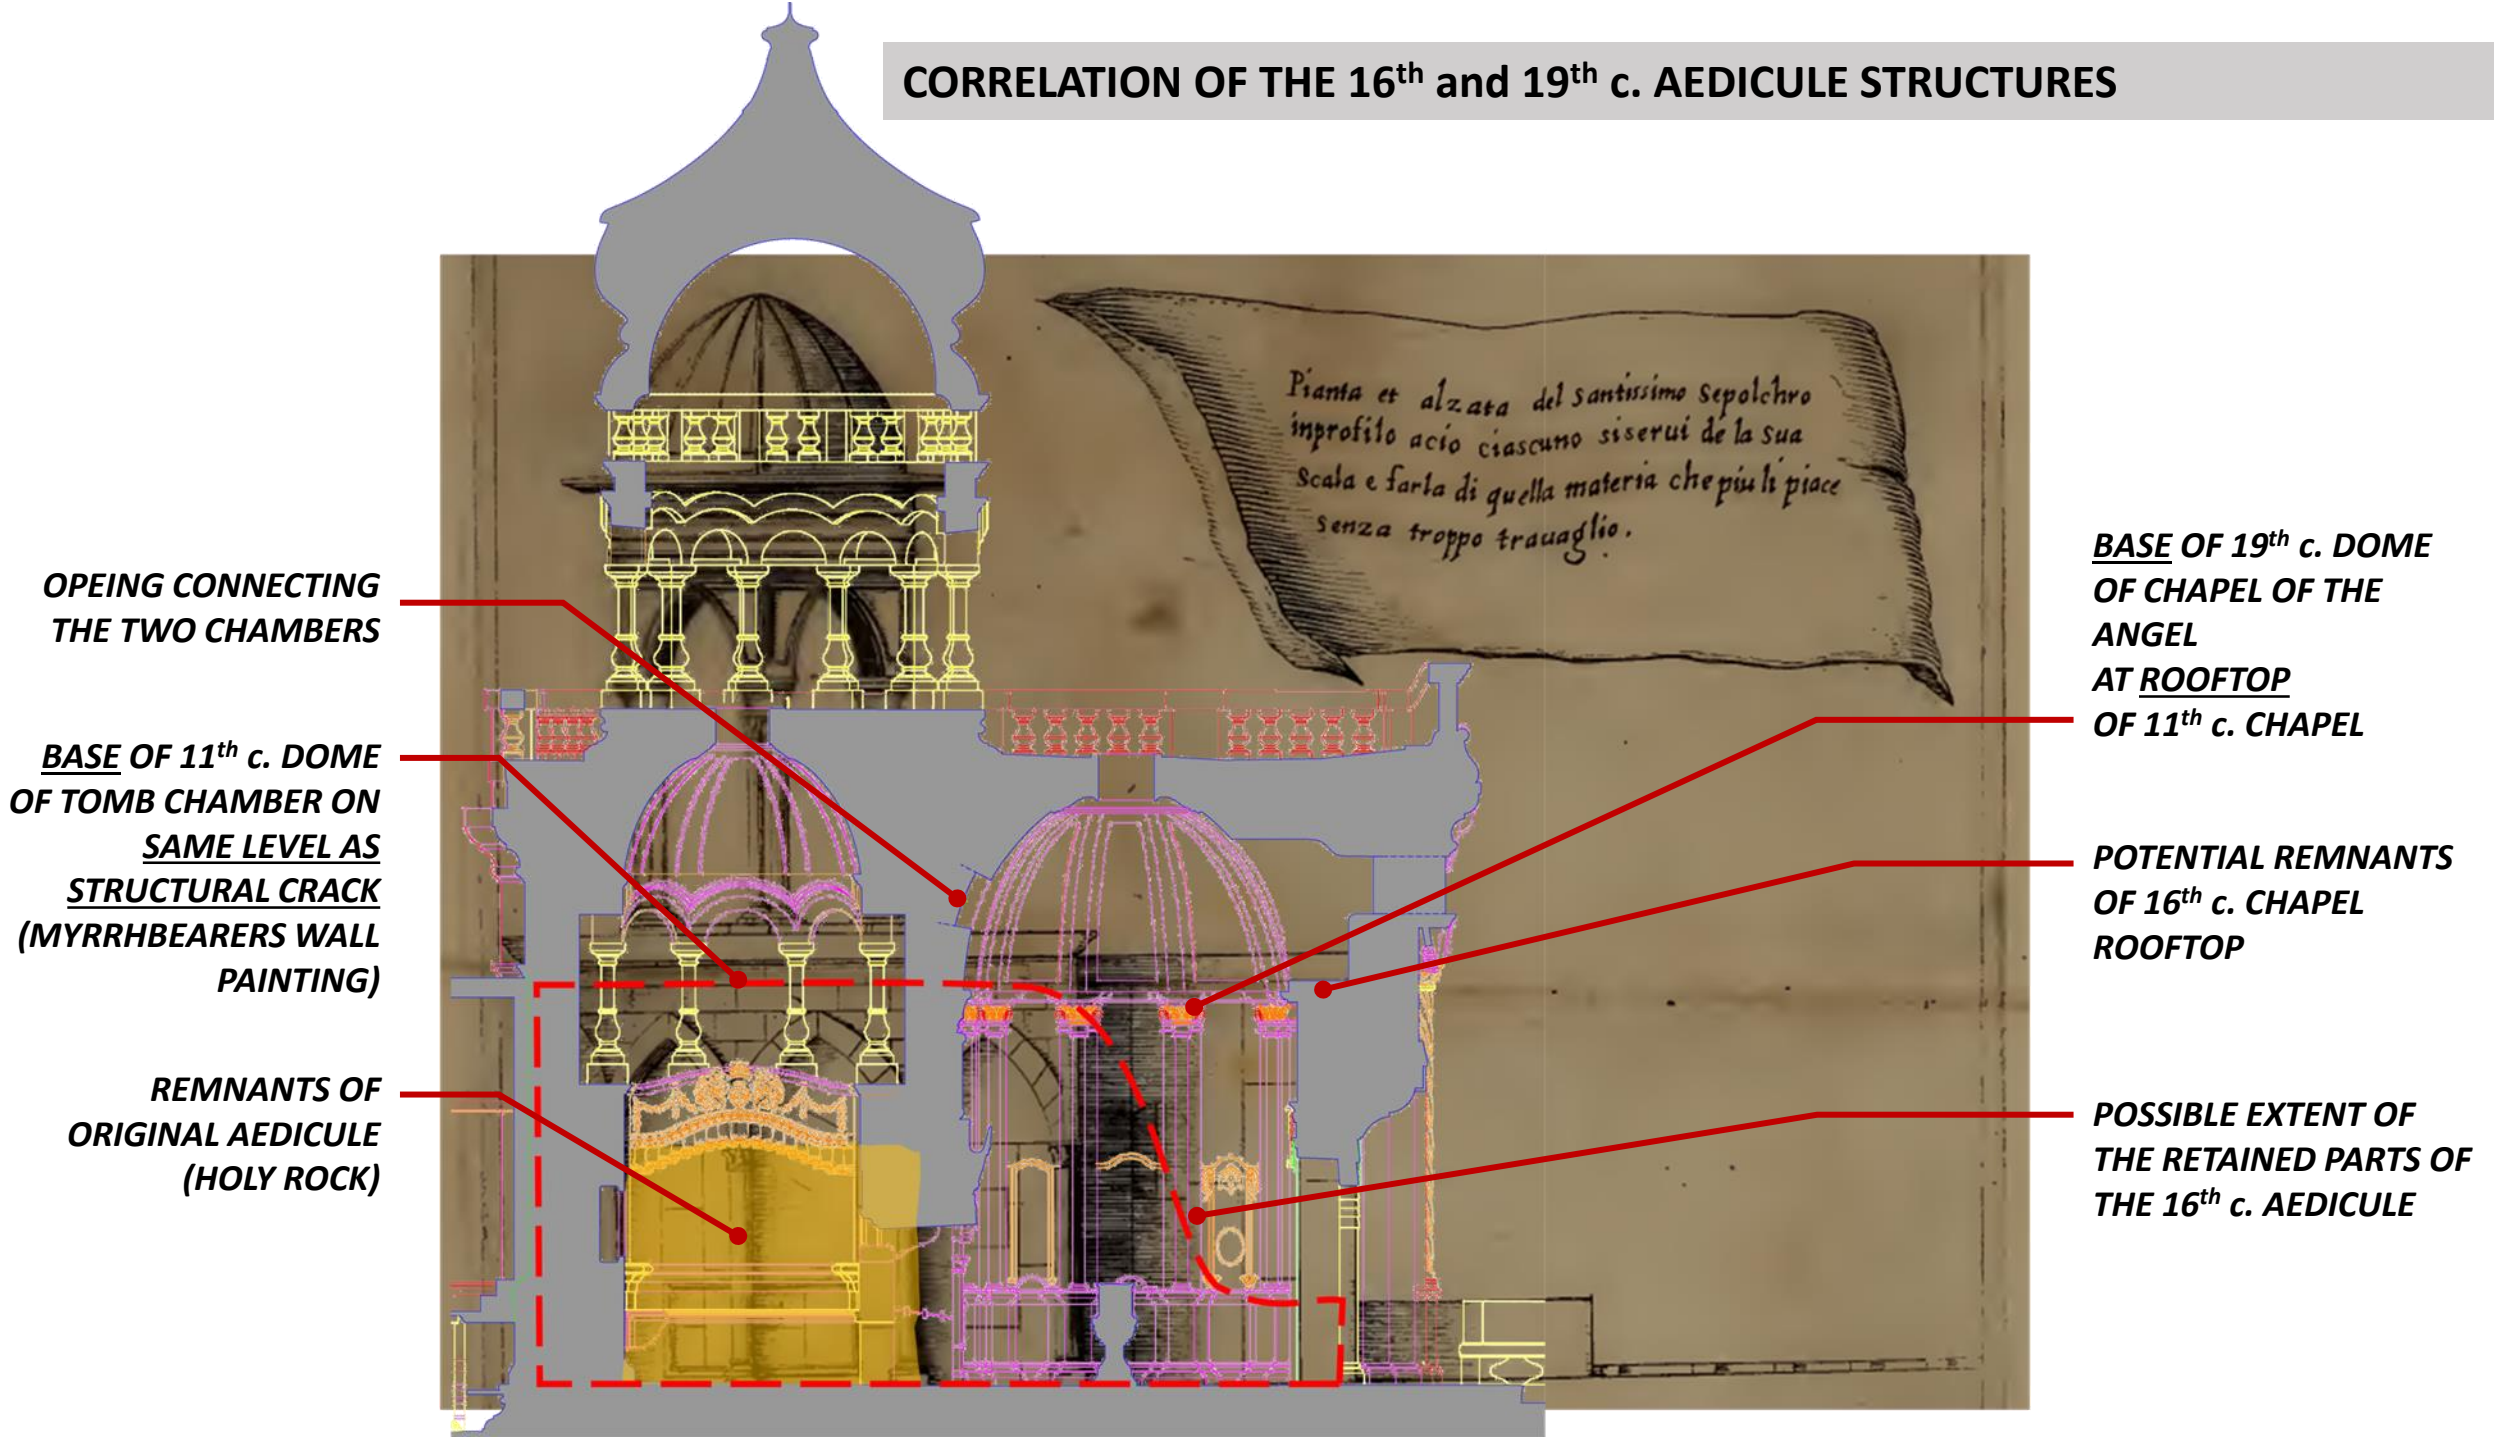 CORRELATION OF THE 16th and 19th c. AEDICULE STRUCTURES
Pianta et alzata del Santissimo Sepolchro
inprofilo acio ciascuno siserui de la Sua
Scala e farla di quella materia che piu li piace
senza troppo trauaglio.
OPEING CONNECTING
THE TWO CHAMBERS
BASE OF 11th c. DOME
OF TOMB CHAMBER ON
SAME LEVEL AS
STRUCTURAL CRACK
(MYRRHBEARERS WALL
PAINTING)
REMNANTS OF
ORIGINAL AEDICULE
(HOLY ROCK)
BASE OF 19th c. DOME
OF CHAPEL OF THE
ANGEL
AT ROOFTOP
OF 11th c. CHAPEL
POTENTIAL REMNANTS
OF 16th c. CHAPEL
ROOFTOP
POSSIBLE EXTENT OF
THE RETAINED PARTS OF
THE 16th c. AEDICULE